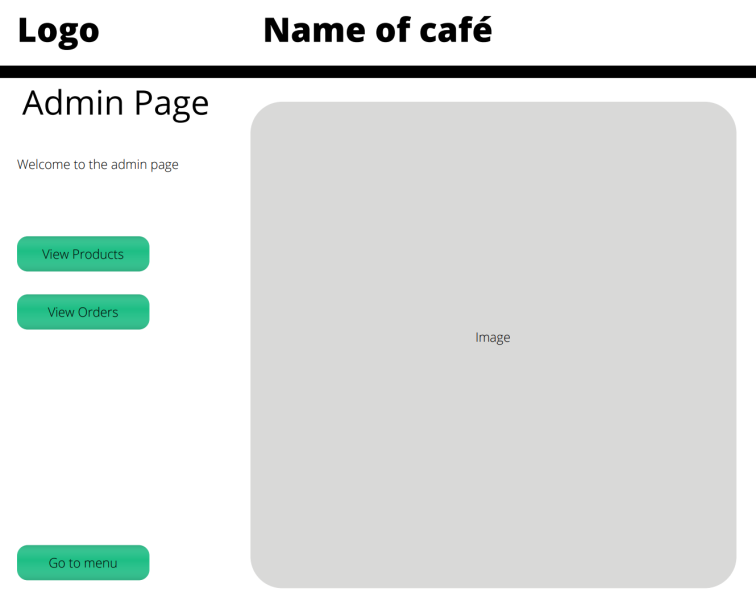 Logo
Name of café
Admin Page
Welcome to the admin page
View Products
View Orders
Image
Go to menu